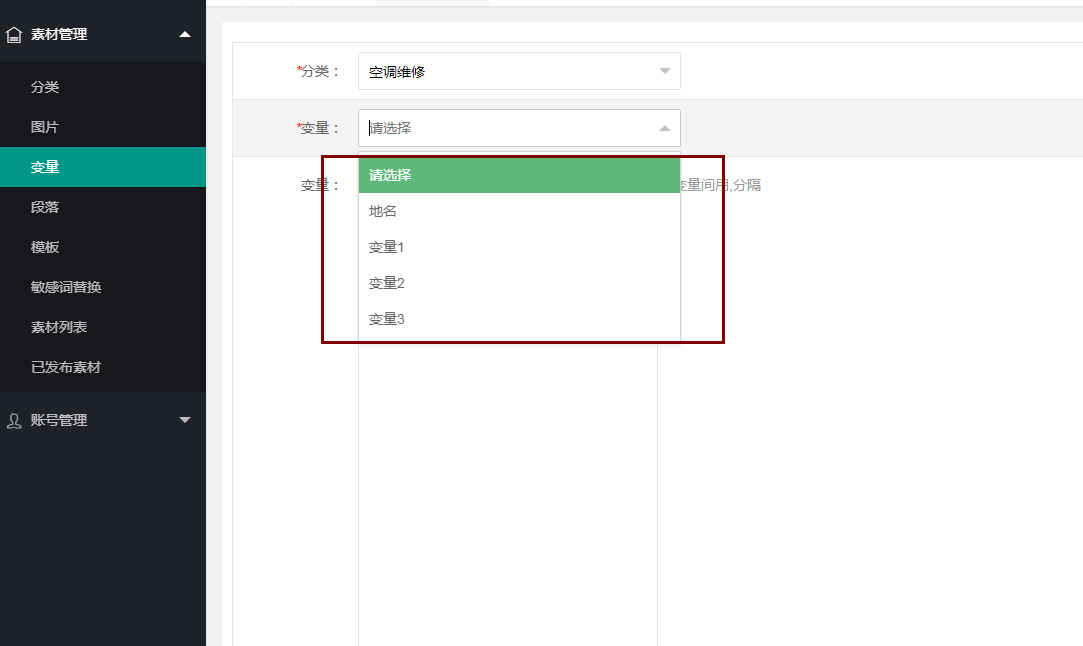 素材管理
分类
图片
变量
段落
模板
敏感词替换
素材列表
已发布素材
账号管理
*分类：
空调维修
*变量：
请选择
变量：
请选择
地名
变量1
变量2
变量3
变量间用,分隔